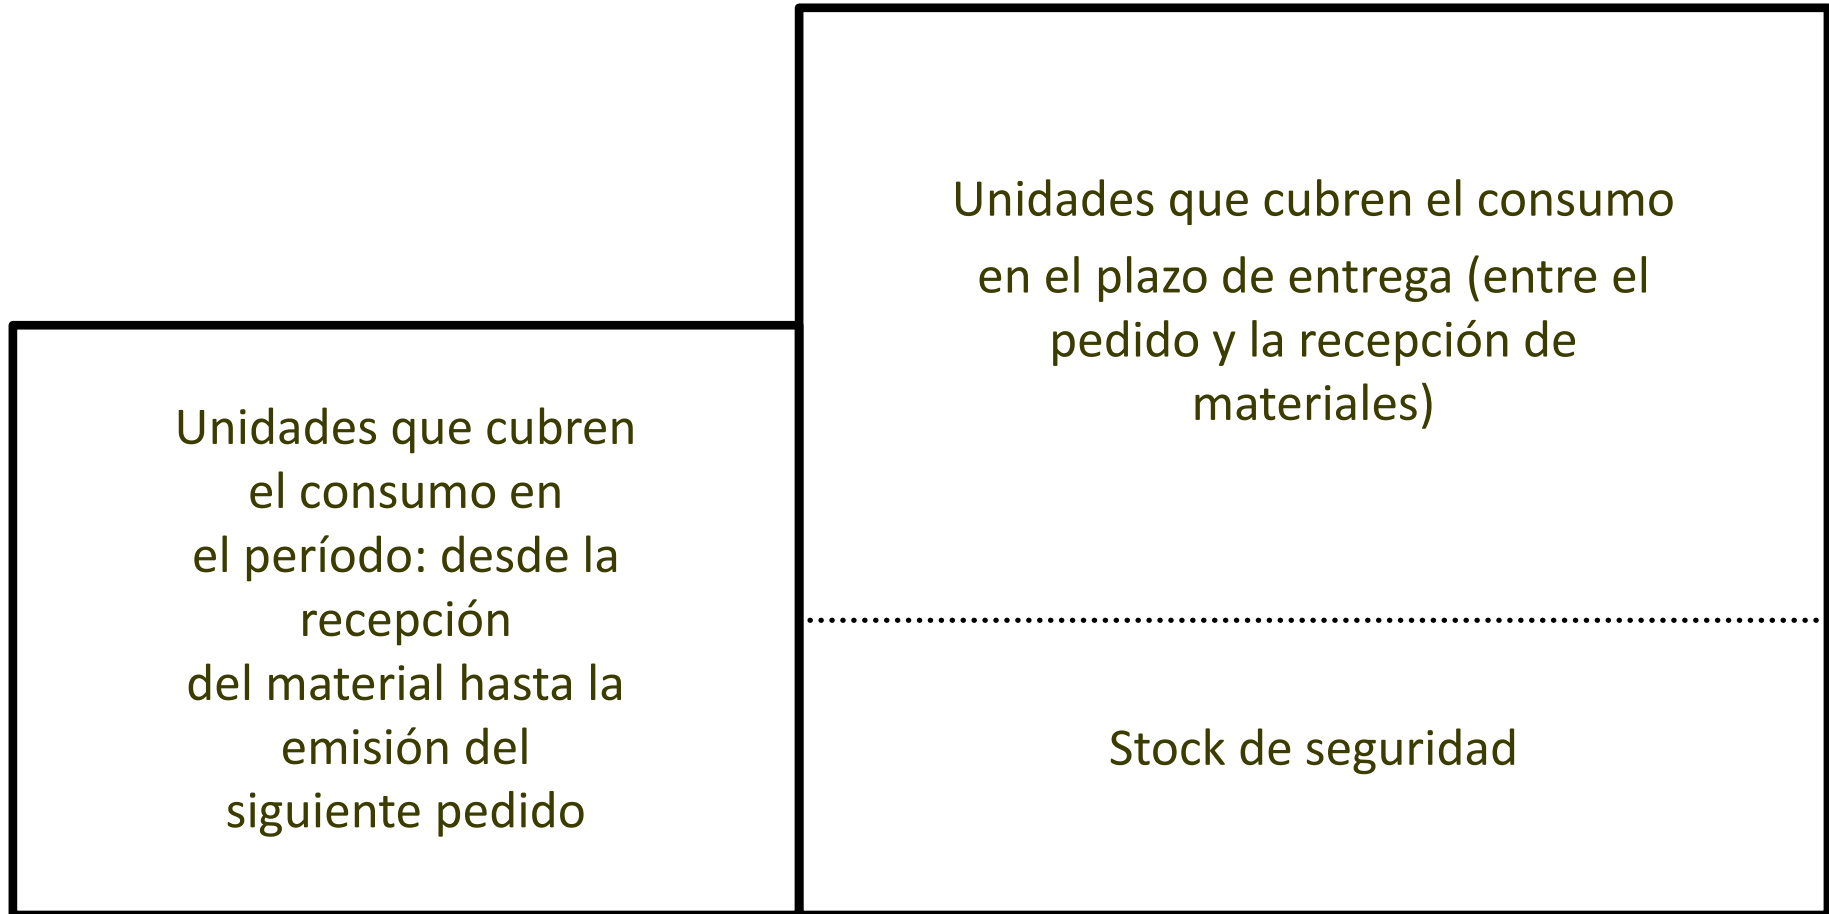 Unidades que cubren
el consumo en
el período: desde la
recepción
del material hasta la
emisión del
siguiente pedido
Unidades que cubren el consumo
en el plazo de entrega (entre el
pedido y la recepción de
materiales)
Stock de seguridad